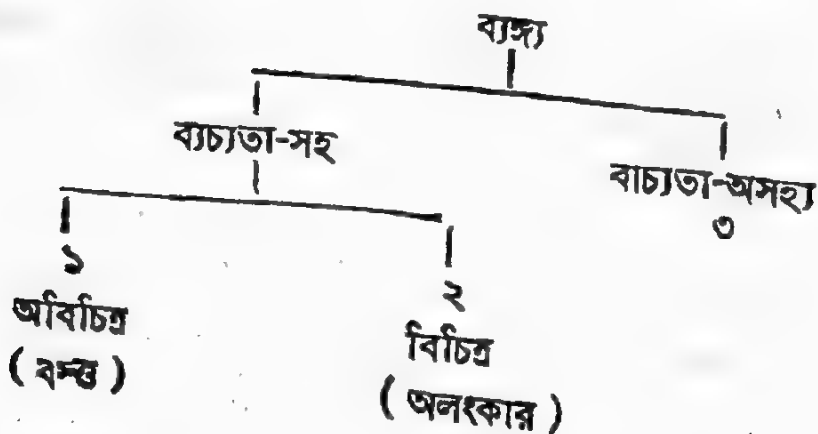 ব্যঙ্গ্য
ব্যচ্যতা-সহ
বাচ্যতা-অসহ্য
৩
১
২
অবিচিত্র
বিচিত্র
( বস্তু )
( অলংকার )